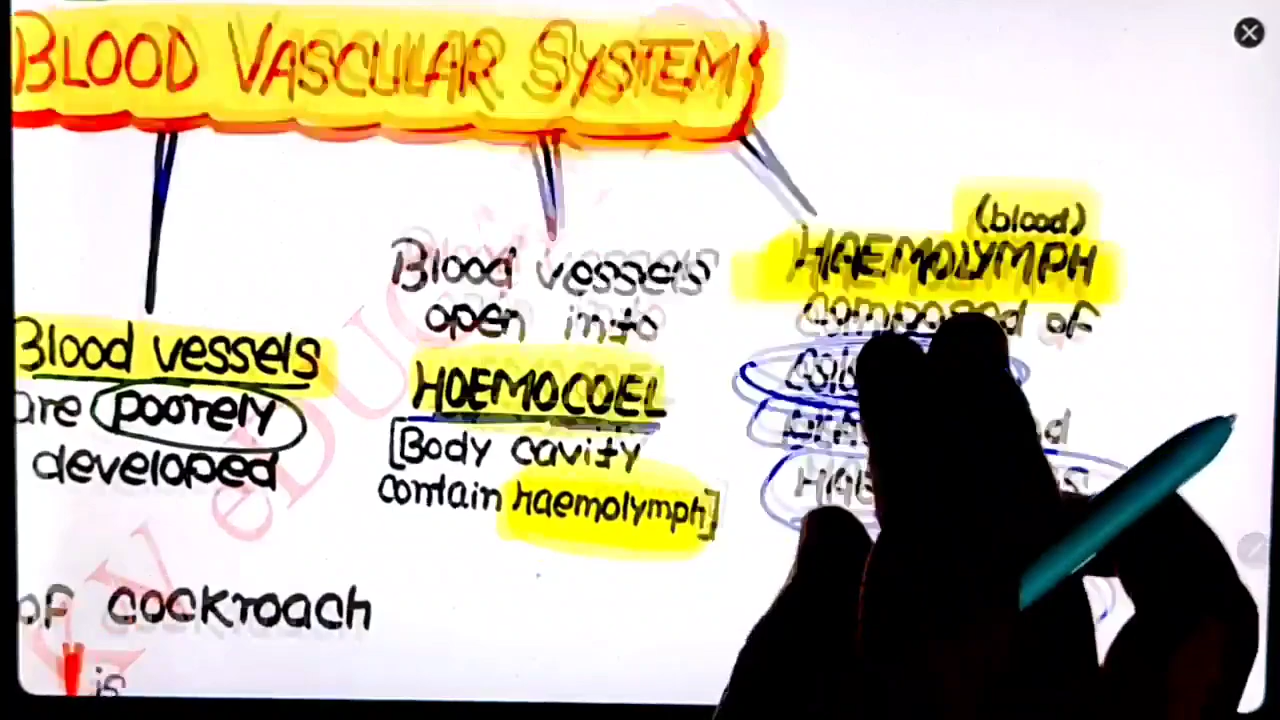 BLOOD VASCULAR SYSTEM
Blood vessels
are poorely
developed
Blood vessels
open into
HAEMOCOEL
[Body cavity
contain haemolymph]
(blood)
HAEMOLYMPH
composed of
of cockroach
is